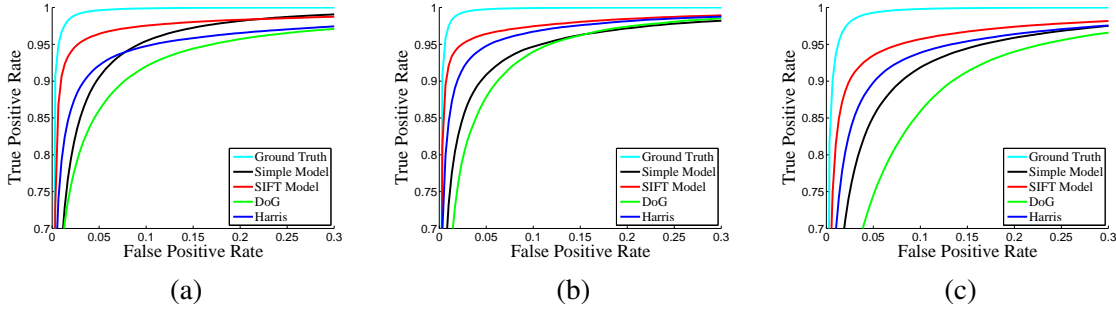 1
0.95
0.9
0.85
0.8
0.75
0.7
0
0.05
0.1
0.15
0.2
0.25
0.3
True Positive Rate
False Positive Rate
Ground Truth
Simple Model
SIFT Model
DoG
Harris
(a)
1
0.95
0.9
0.85
0.8
0.75
0.7
0
0.05
0.1
0.15
0.2
0.25
0.3
True Positive Rate
False Positive Rate
Ground Truth
Simple Model
SIFT Model
DoG
Harris
(b)
1
0.95
0.9
0.85
0.8
0.75
0.7
0
0.05
0.1
0.15
0.2
0.25
0.3
True Positive Rate
False Positive Rate
Ground Truth
Simple Model
SIFT Model
DoG
Harris
(c)